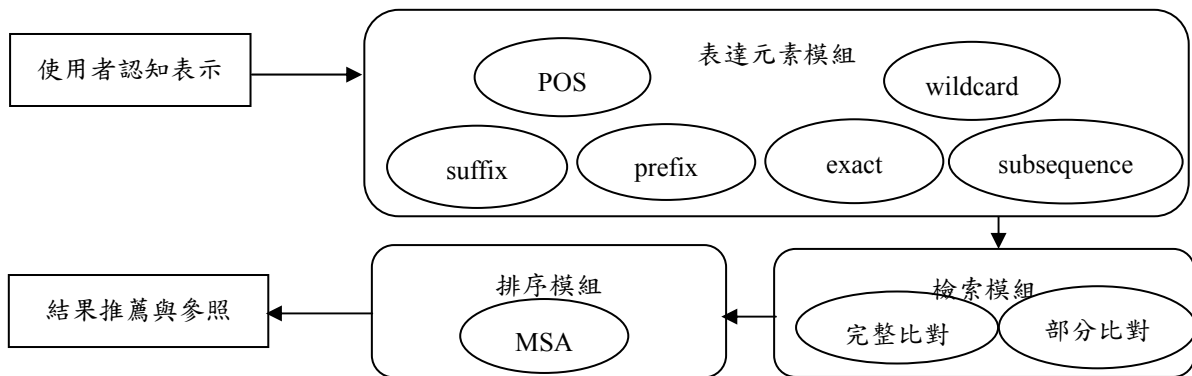 使用者認知表示
表達元素模組
POS
wildcard
suffix
prefix
exact
subsequence
結果推薦與參照
排序模組
MSA
檢索模組
完整比對
部分比對